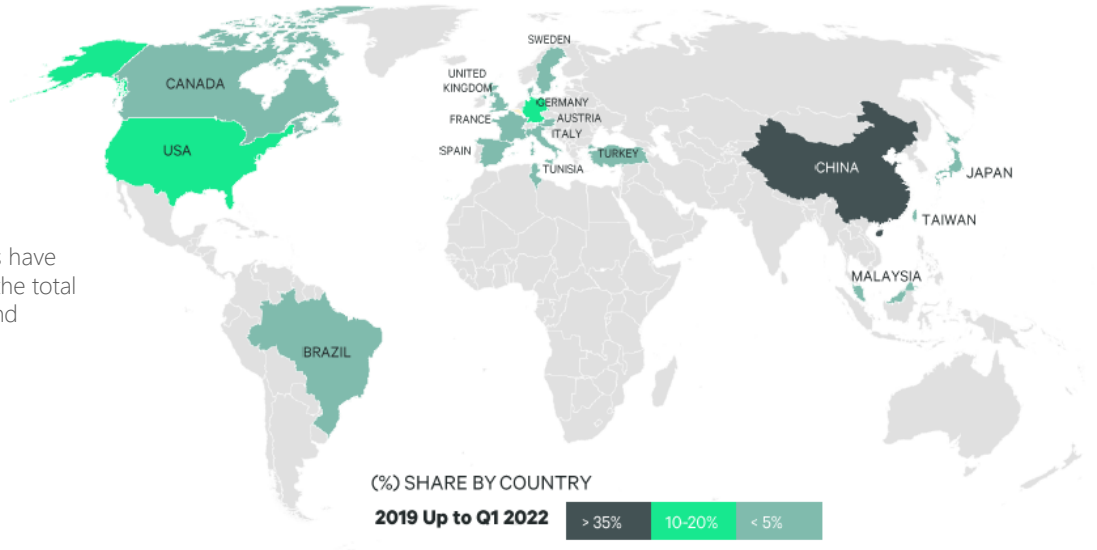 SWEDEN
UNITED
KINGDOM
CANADA
GERMANY
FRANCE
AUSTRIA
ITALY
USA
SPAIN
TURKEY
TUNISIA
CHINA
JAPAN
TAIWAN
s have
the total
nd
MALAYSIA
BRAZIL
(%) SHARE BY COUNTRY
2019 Up to Q1 2022
> 35%
10-20%
< 5%